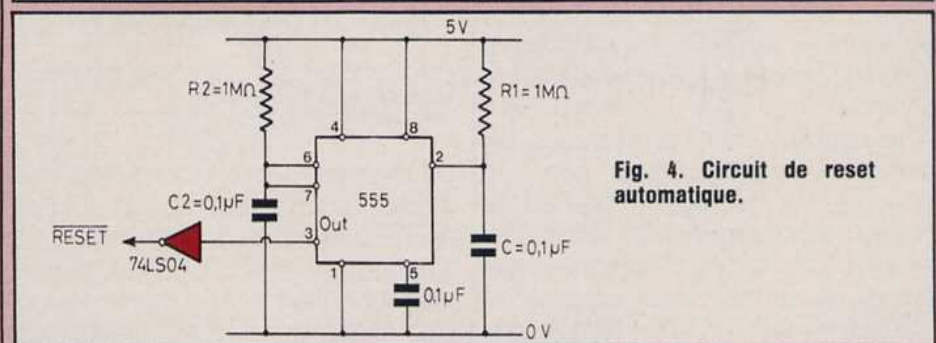 5V
R2=1MΩ
R1=1MΩ
4
8
6
2
7
555
C2=0,1µF
Out
3
RESET
74LS04
C=0,1µF
1
5
0,1µF
0V
Fig. 4. Circuit de reset
automatique.